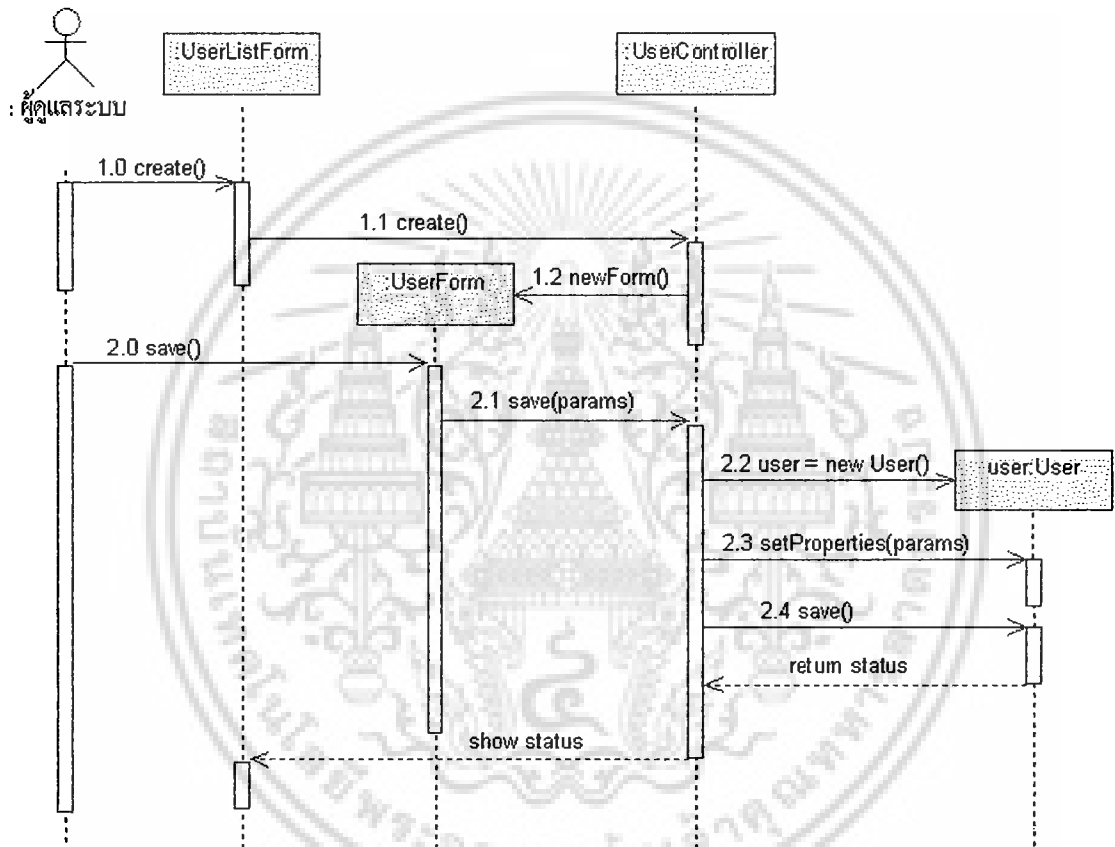 :UserListForm
:UserController
: ผู้ดูแลระบบ
1.0 create()
1.1 create()
:UserForm
1.2 newForm()
2.0 save()
2.1 save(params)
2.2 user = new User()
user:User
2.3 setProperties(params)
2.4 save()
return status
show status